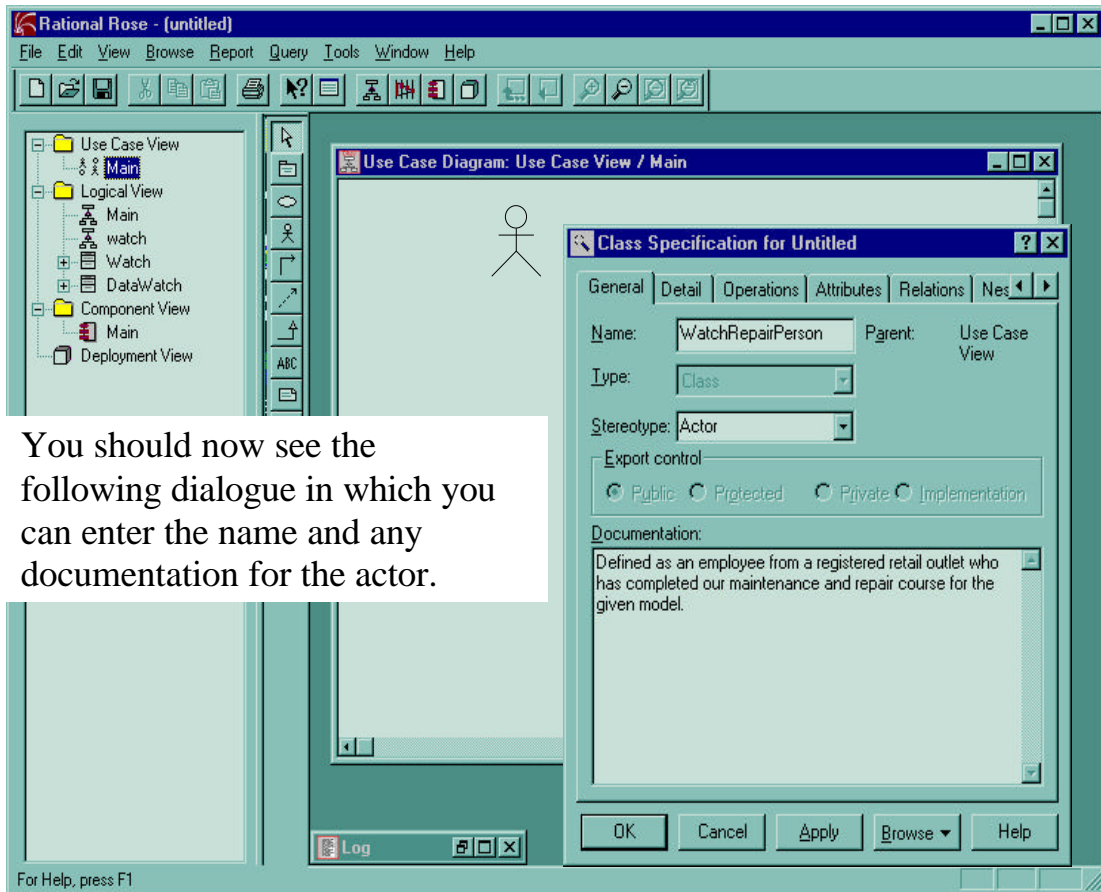 Rational Rose - (untitled)
File Edit View Browse Report Query Tools Window Help
Use Case View
Main
Logical View
Main
watch
Watch
DataWatch
Component View
Main
Deployment View
ABC
Use Case Diagram: Use Case View / Main
Class Specification for Untitled
General Detail Operations Attributes Relations Nes
Name: WatchRepairPerson Parent: Use Case
View
Type: Class
Stereotype: Actor
Export control
Public Protected Private Implementation
Documentation:
Defined as an employee from a registered retail outlet who
has completed our maintenance and repair course for the
given model.
OK Cancel Apply Browse Help
You should now see the
following dialogue in which you
can enter the name and any
documentation for the actor.
Log
For Help, press F1